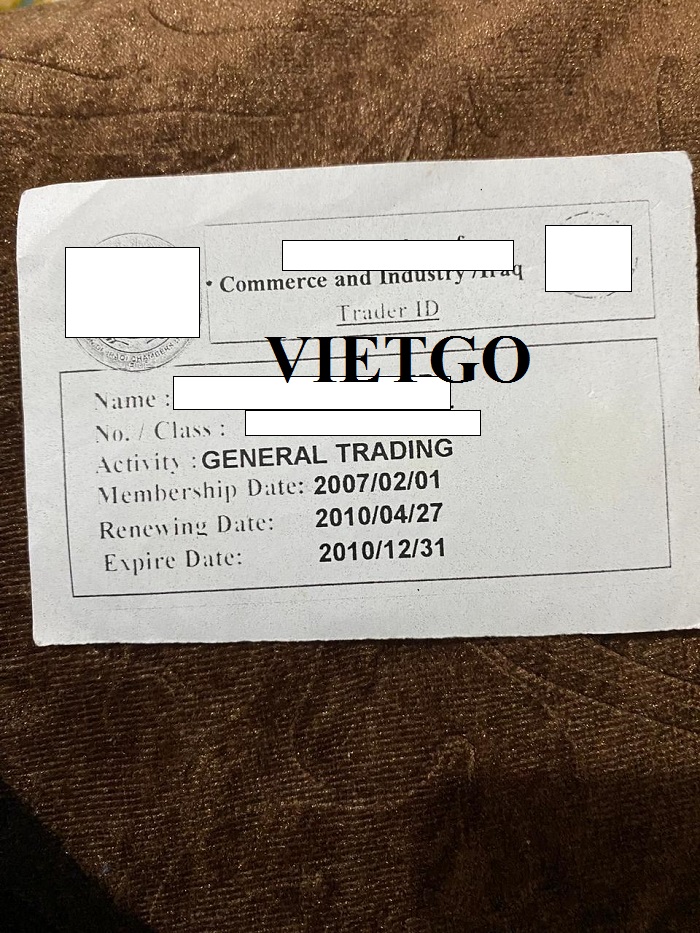 • Commerce and Industry /Iraq
Trader ID
VIETGO
Name :
No. / Class :
Activity : GENERAL TRADING
Membership Date: 2007/02/01
Renewing Date: 2010/04/27
Expire Date: 2010/12/31